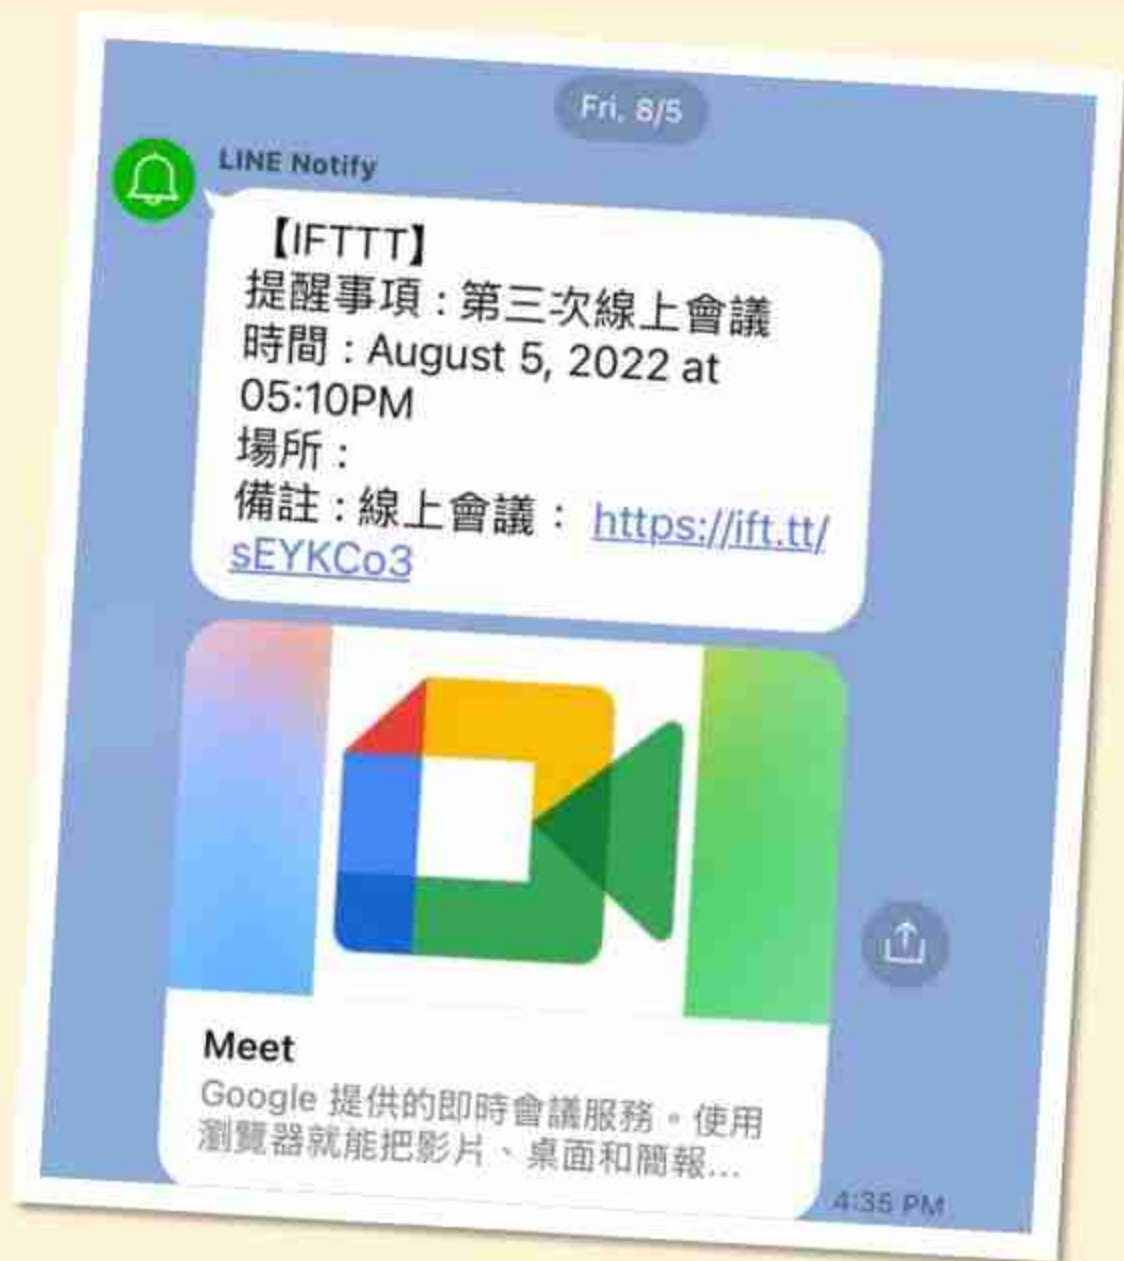 Fri, 8/5
LINE Notify
【IFTTT】
提醒事項：第三次線上會議
時間：August 5, 2022 at
05:10PM
場所：
備註：線上會議： https://ift.tt/
sEYKCo3
Meet
Google 提供的即時會議服務。使用
瀏覽器就能把影片、桌面和簡報...
4:35 PM